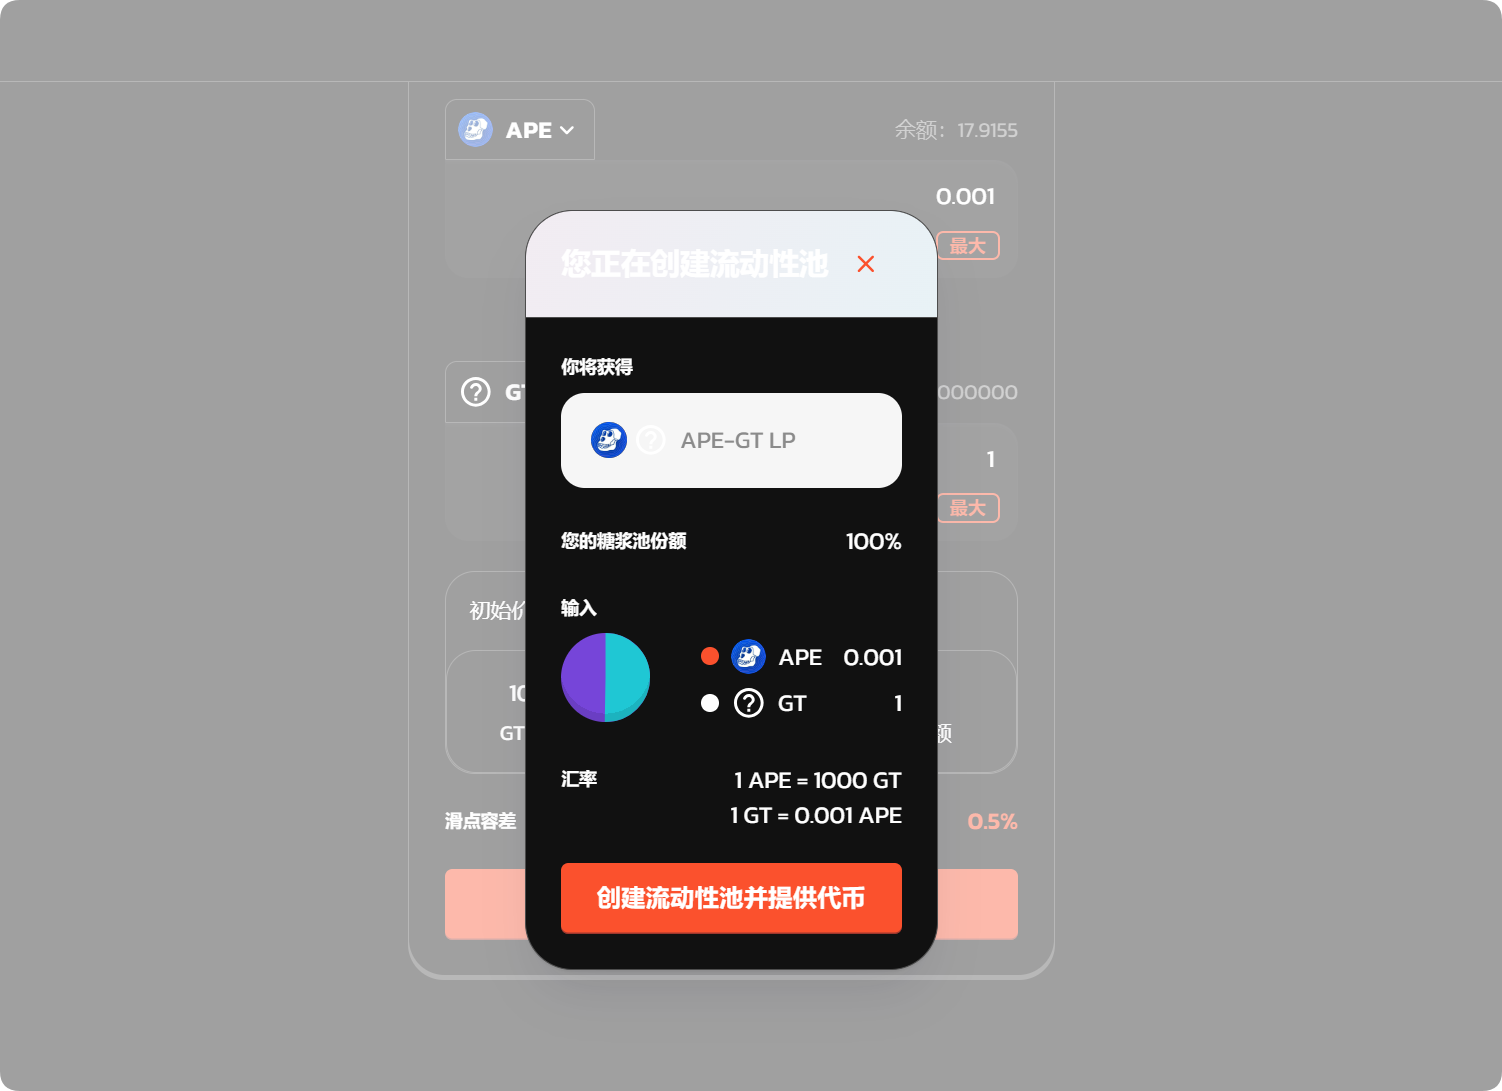 APE
余额：17.9155
0.001
最大
您正在创建流动性池
你将获得
000000
APE-GT LP
1
最大
您的糖浆池份额 100%
初始价
输入
APE 0.001
GT 1
10
GT
额
汇率 1 APE = 1000 GT
1 GT = 0.001 APE
滑点容差 0.5%
创建流动性池并提供代币